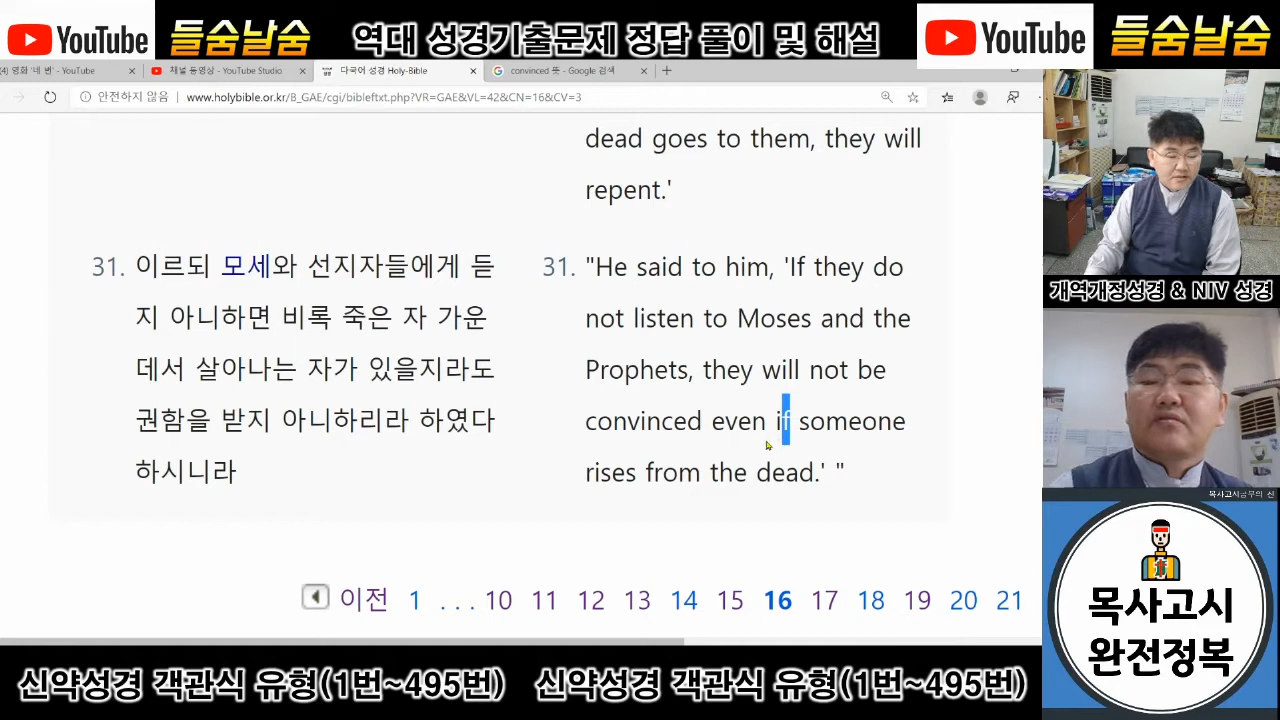 YouTube 들숨날숨 역대 성경기출문제 정답 풀이 및 해설 YouTube 들숨날숨
(4) 영화 '네 번' - YouTube × 채널 동영상 - YouTube Studio × 다국어 성경 Holy-Bible × convinced 뜻 - Google 검색 × +
안전하지 않음 | www.holybible.or.kr/B_GAE/cgi/bibleftxt.php?VR=GAE&VL=42&CN=16&CV=3
dead goes to them, they will
repent.'
31. 이르되 모세와 선지자들에게 듣
지 아니하면 비록 죽은 자 가운
데서 살아나는 자가 있을지라도
권함을 받지 아니하리라 하였다
하시니라
31. "He said to him, 'If they do
not listen to Moses and the
Prophets, they will not be
convinced even if someone
rises from the dead.' "
이전 1 . . . 10 11 12 13 14 15 16 17 18 19 20 21
개역개정성경 & NIV 성경
목사고시공부의 신
목사고시
완전정복
신약성경 객관식 유형(1번~495번) 신약성경 객관식 유형(1번~495번)